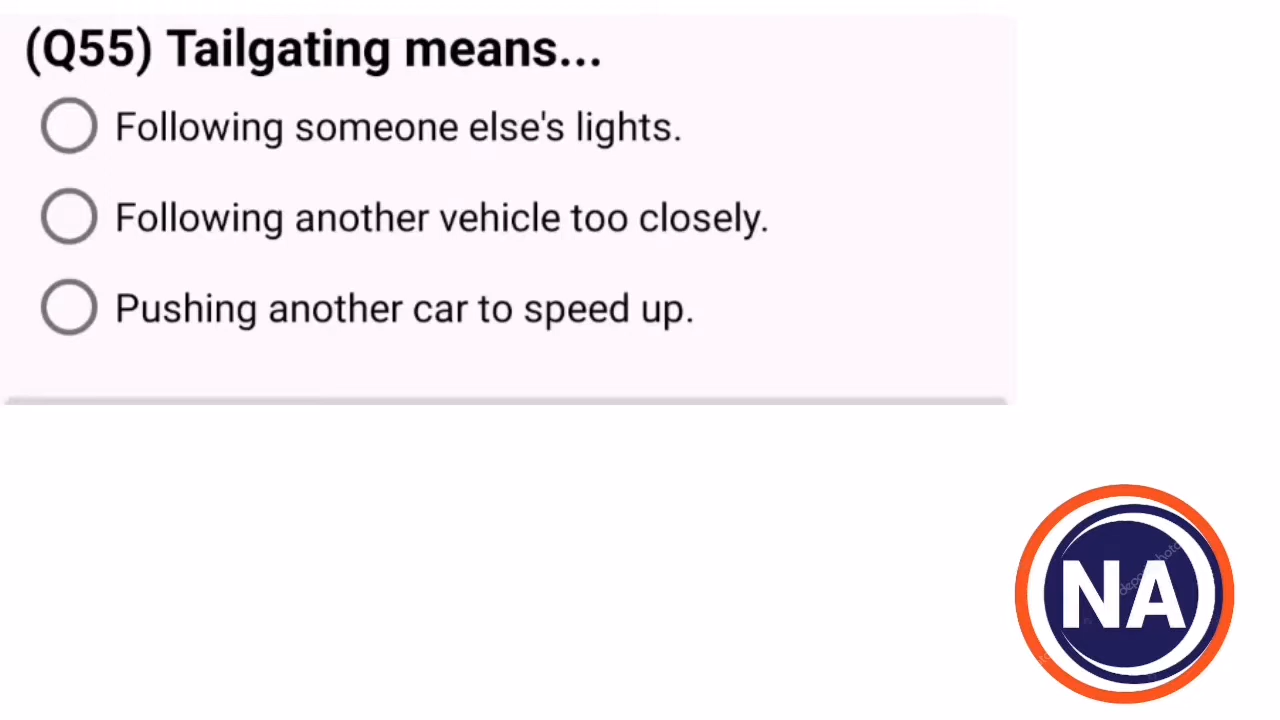 (Q55) Tailgating means...
Following someone else's lights.
Following another vehicle too closely.
Pushing another car to speed up.
NA